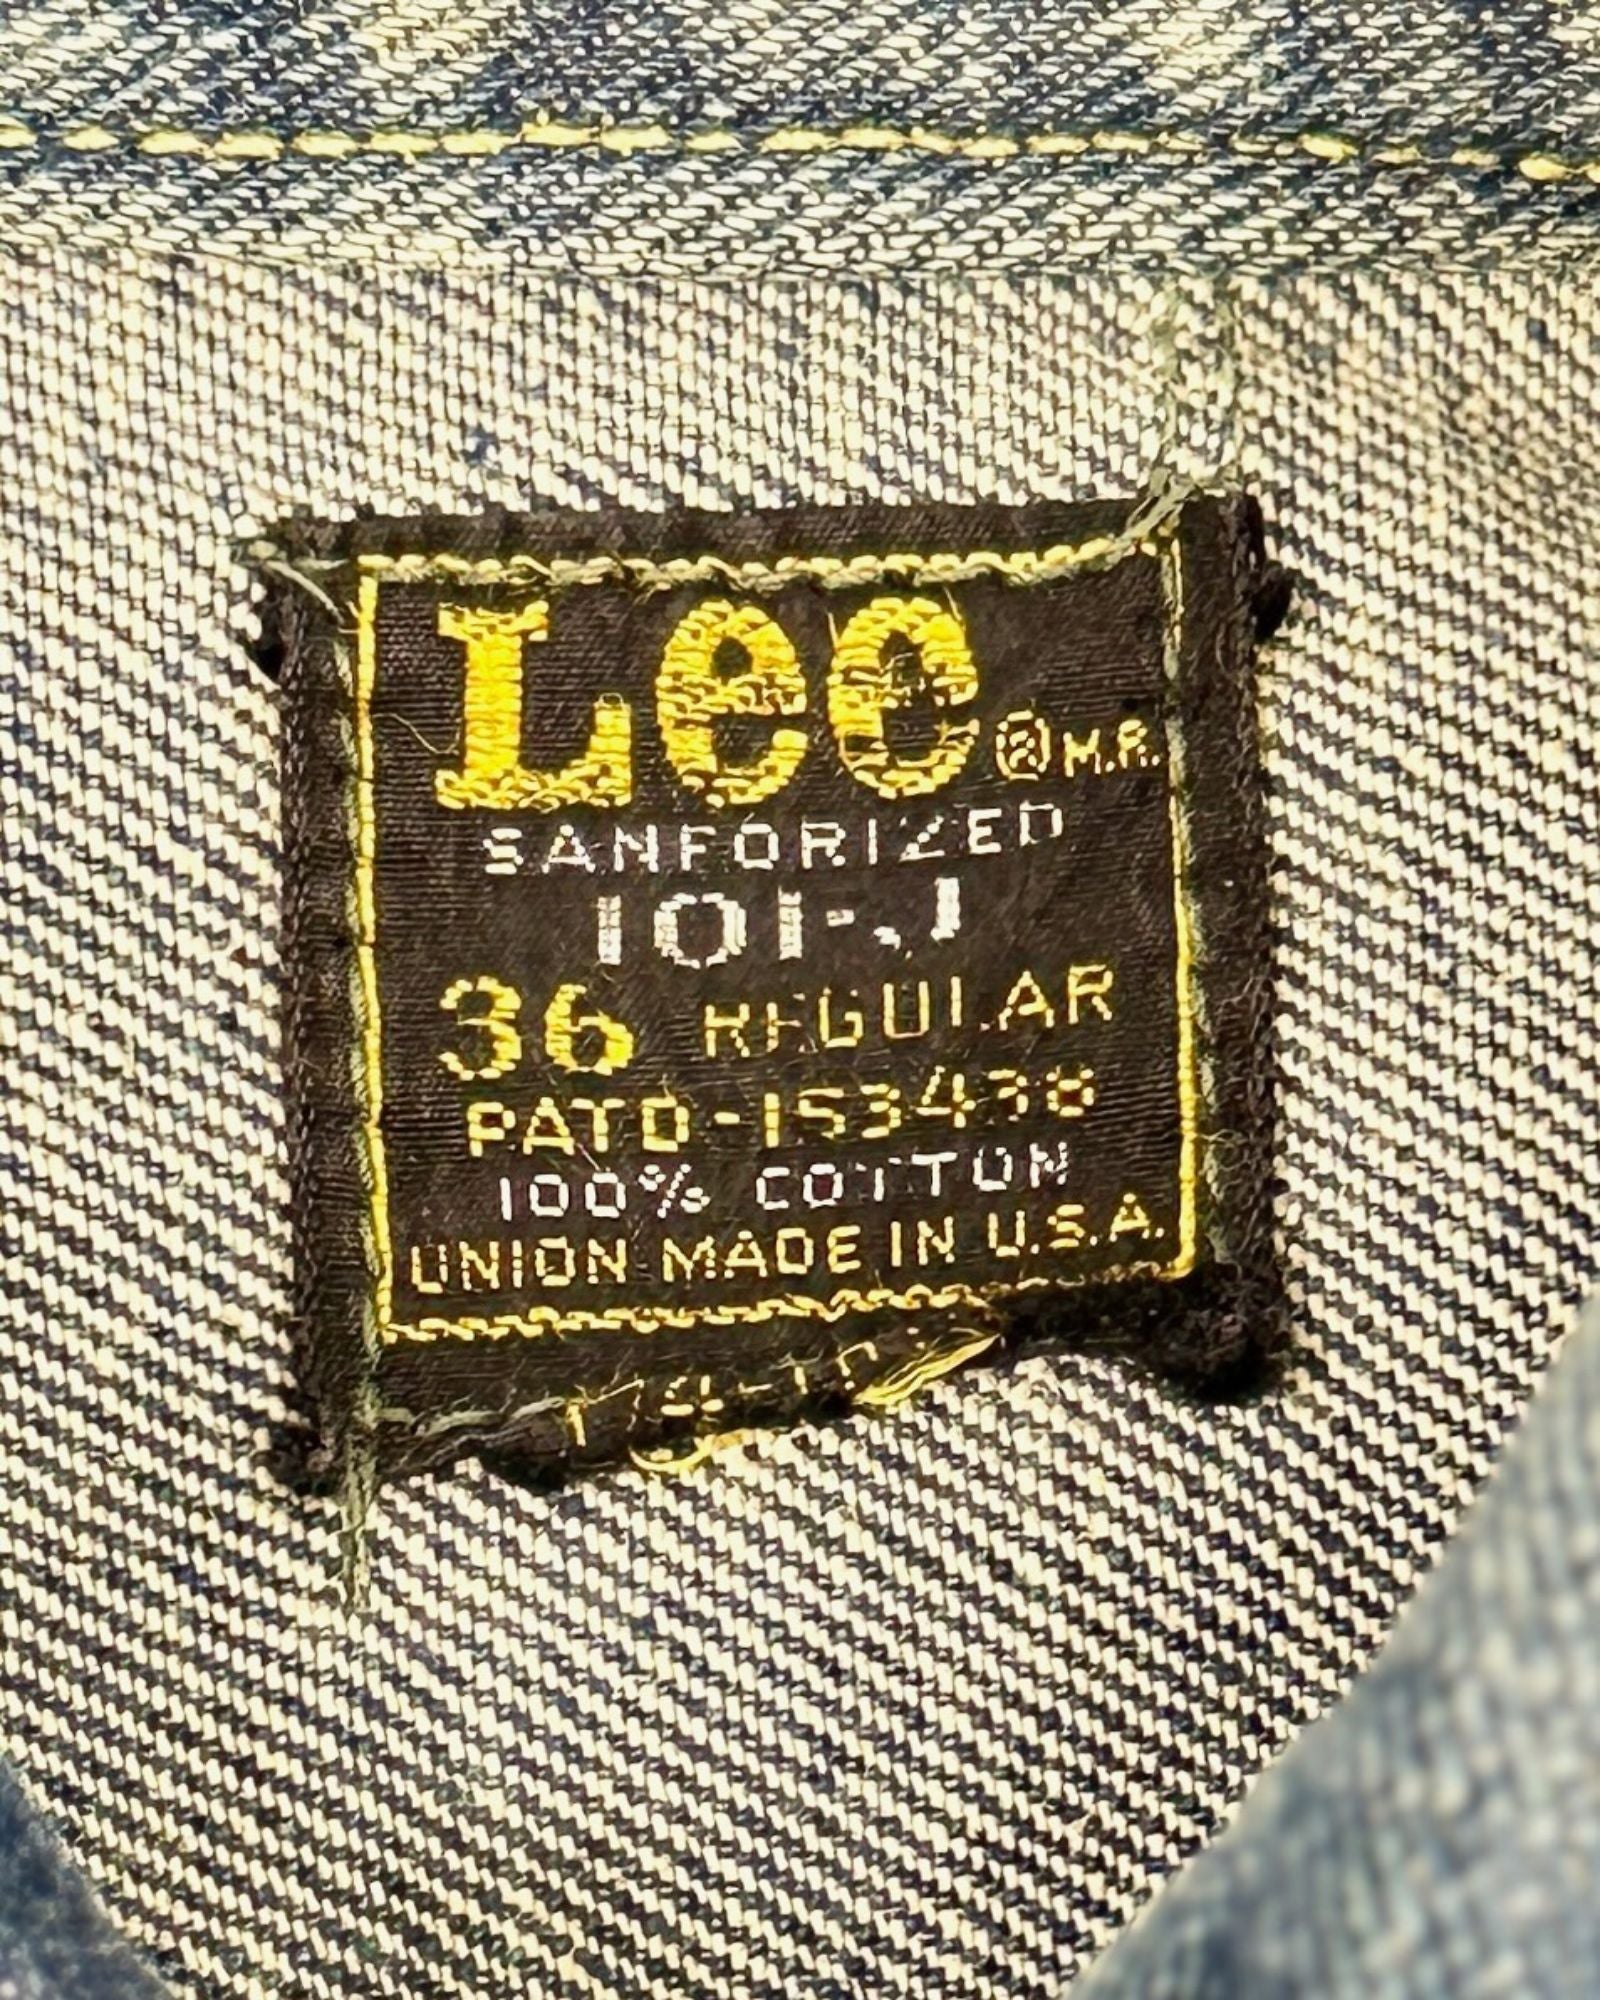 Lee ® M.R.
SANFORIZED
101-J
36 REGULAR
PATD-153438
100% COTTON
UNION MADE IN U.S.A.